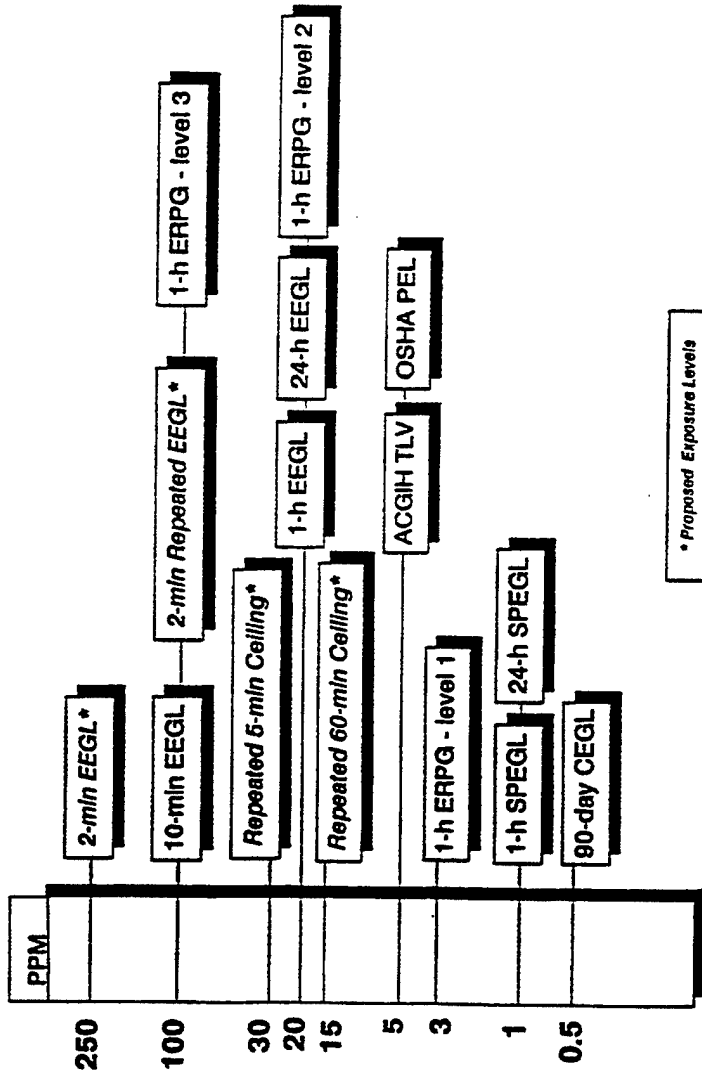 PPM
250
2-min EEGL*
100
10-min EEGL
2-min Repeated EEGL*
1-h ERPG - level 3
30
Repeated 5-min Ceiling*
20
1-h EEGL
24-h EEGL
1-h ERPG - level 2
15
Repeated 60-min Ceiling*
5
ACGIH TLV
OSHA PEL
3
1-h ERPG - level 1
1
1-h SPEGL
24-h SPEGL
0.5
90-day CEGL
* Proposed Exposure Levels